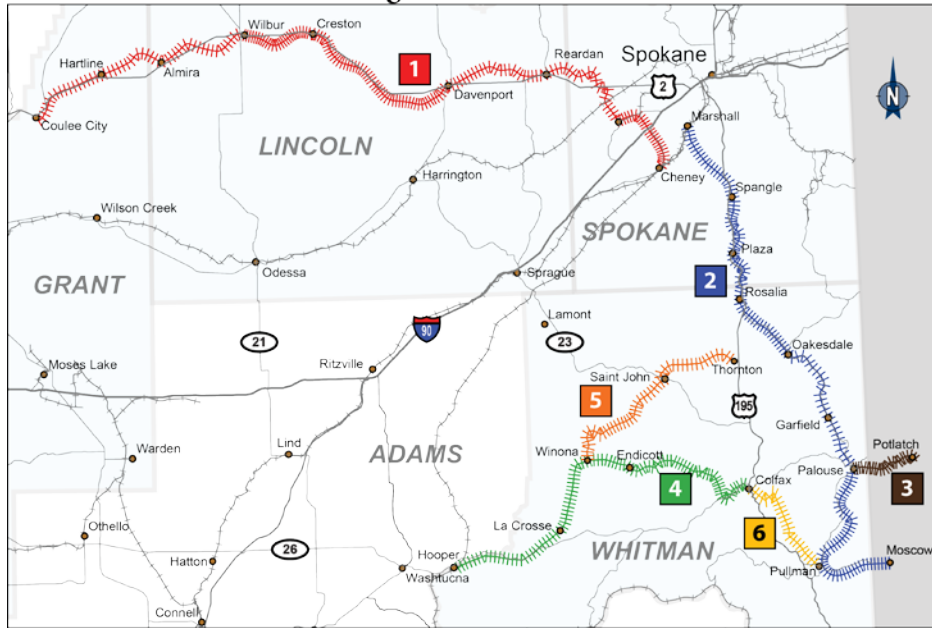 Wilbur
Creston
Hartline
Almira
1
Reardan
Spokane
2
Davenport
Coulee City
Marshall
LINCOLN
Cheney
Harrington
Spangle
Wilson Creek
SPOKANE
Plaza
Odessa
GRANT
Sprague
2
Rosalia
Lamont
90
21
23
Oakesdale
Ritzville
Moses Lake
Saint John
Thornton
5
195
Garfield
Potlatch
Warden
Lind
ADAMS
Winona
Endicott
Palouse
3
4
Colfax
La Crosse
Othello
6
26
WHITMAN
Hatton
Hooper
Moscow
Washtucna
Pullman
Connell
N